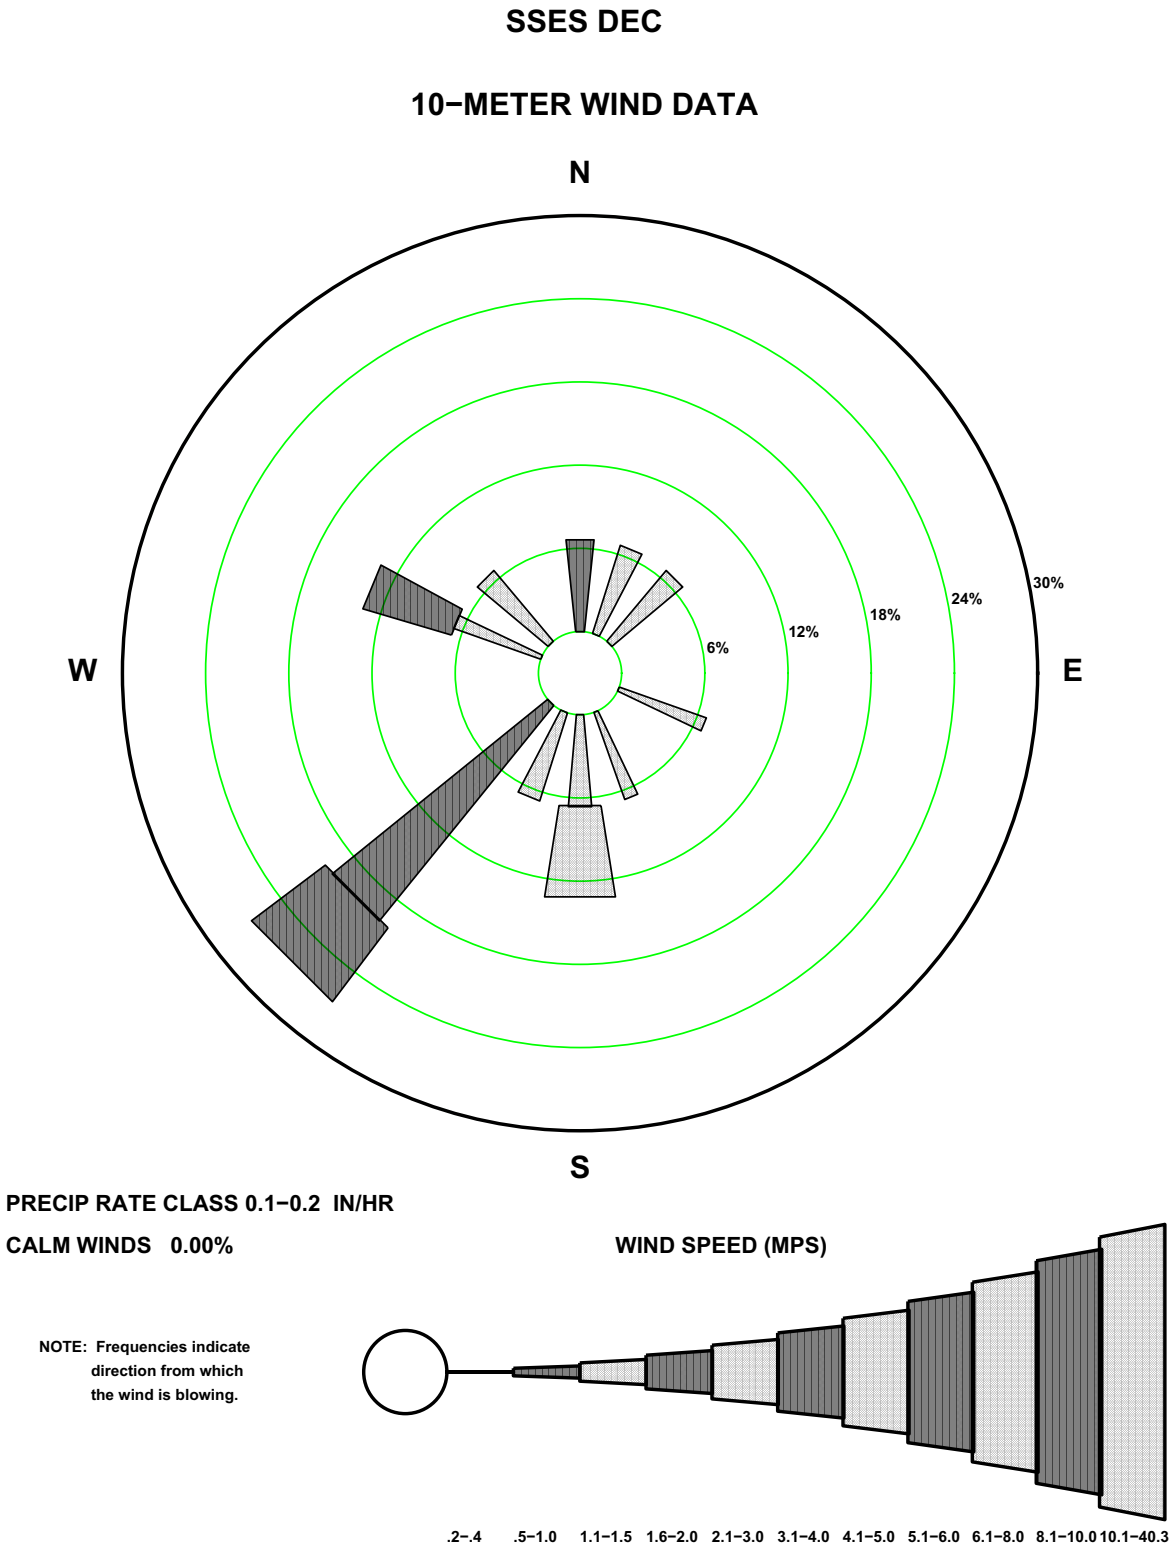 SSES DEC
10−METER WIND DATA
N
30%
24%
18%
12%
6%
W
E
S
PRECIP RATE CLASS 0.1−0.2 IN/HR
CALM WINDS 0.00%
WIND SPEED (MPS)
NOTE: Frequencies indicate
direction from which
the wind is blowing.
.2−.4 .5−1.0 1.1−1.5 1.6−2.0 2.1−3.0 3.1−4.0 4.1−5.0 5.1−6.0 6.1−8.0 8.1−10.0 10.1−40.3